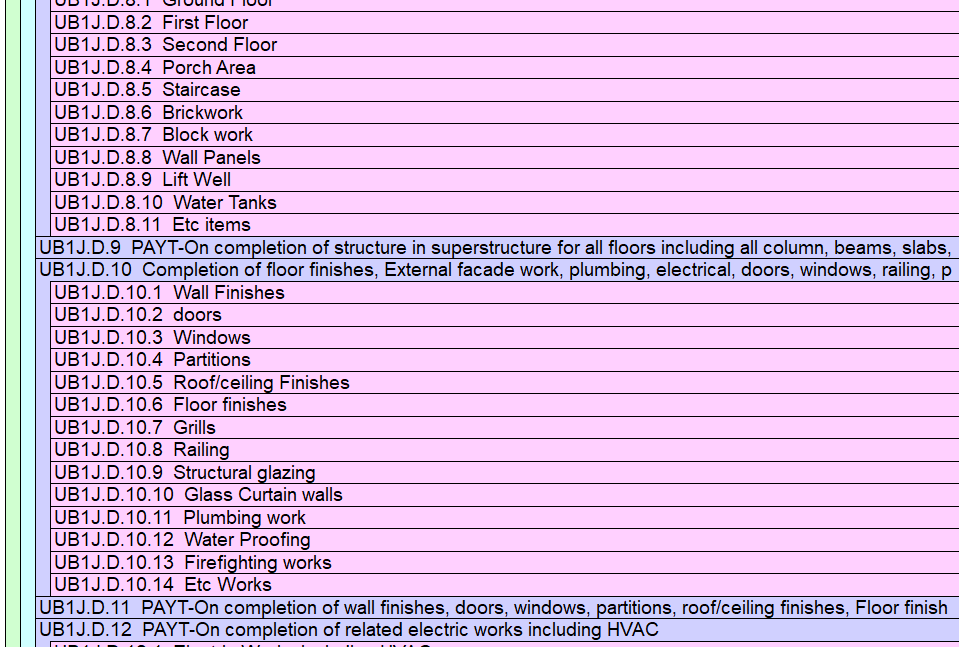 UB1J.D.8.1 Ground Floor
UB1J.D.8.2 First Floor
UB1J.D.8.3 Second Floor
UB1J.D.8.4 Porch Area
UB1J.D.8.5 Staircase
UB1J.D.8.6 Brickwork
UB1J.D.8.7 Block work
UB1J.D.8.8 Wall Panels
UB1J.D.8.9 Lift Well
UB1J.D.8.10 Water Tanks
UB1J.D.8.11 Etc items
UB1J.D.9 PAYT-On completion of structure in superstructure for all floors including all column, beams, slabs,
UB1J.D.10 Completion of floor finishes, External facade work, plumbing, electrical, doors, windows, railing, p
UB1J.D.10.1 Wall Finishes
UB1J.D.10.2 doors
UB1J.D.10.3 Windows
UB1J.D.10.4 Partitions
UB1J.D.10.5 Roof/ceiling Finishes
UB1J.D.10.6 Floor finishes
UB1J.D.10.7 Grills
UB1J.D.10.8 Railing
UB1J.D.10.9 Structural glazing
UB1J.D.10.10 Glass Curtain walls
UB1J.D.10.11 Plumbing work
UB1J.D.10.12 Water Proofing
UB1J.D.10.13 Firefighting works
UB1J.D.10.14 Etc Works
UB1J.D.11 PAYT-On completion of wall finishes, doors, windows, partitions, roof/ceiling finishes, Floor finish
UB1J.D.12 PAYT-On completion of related electric works including HVAC